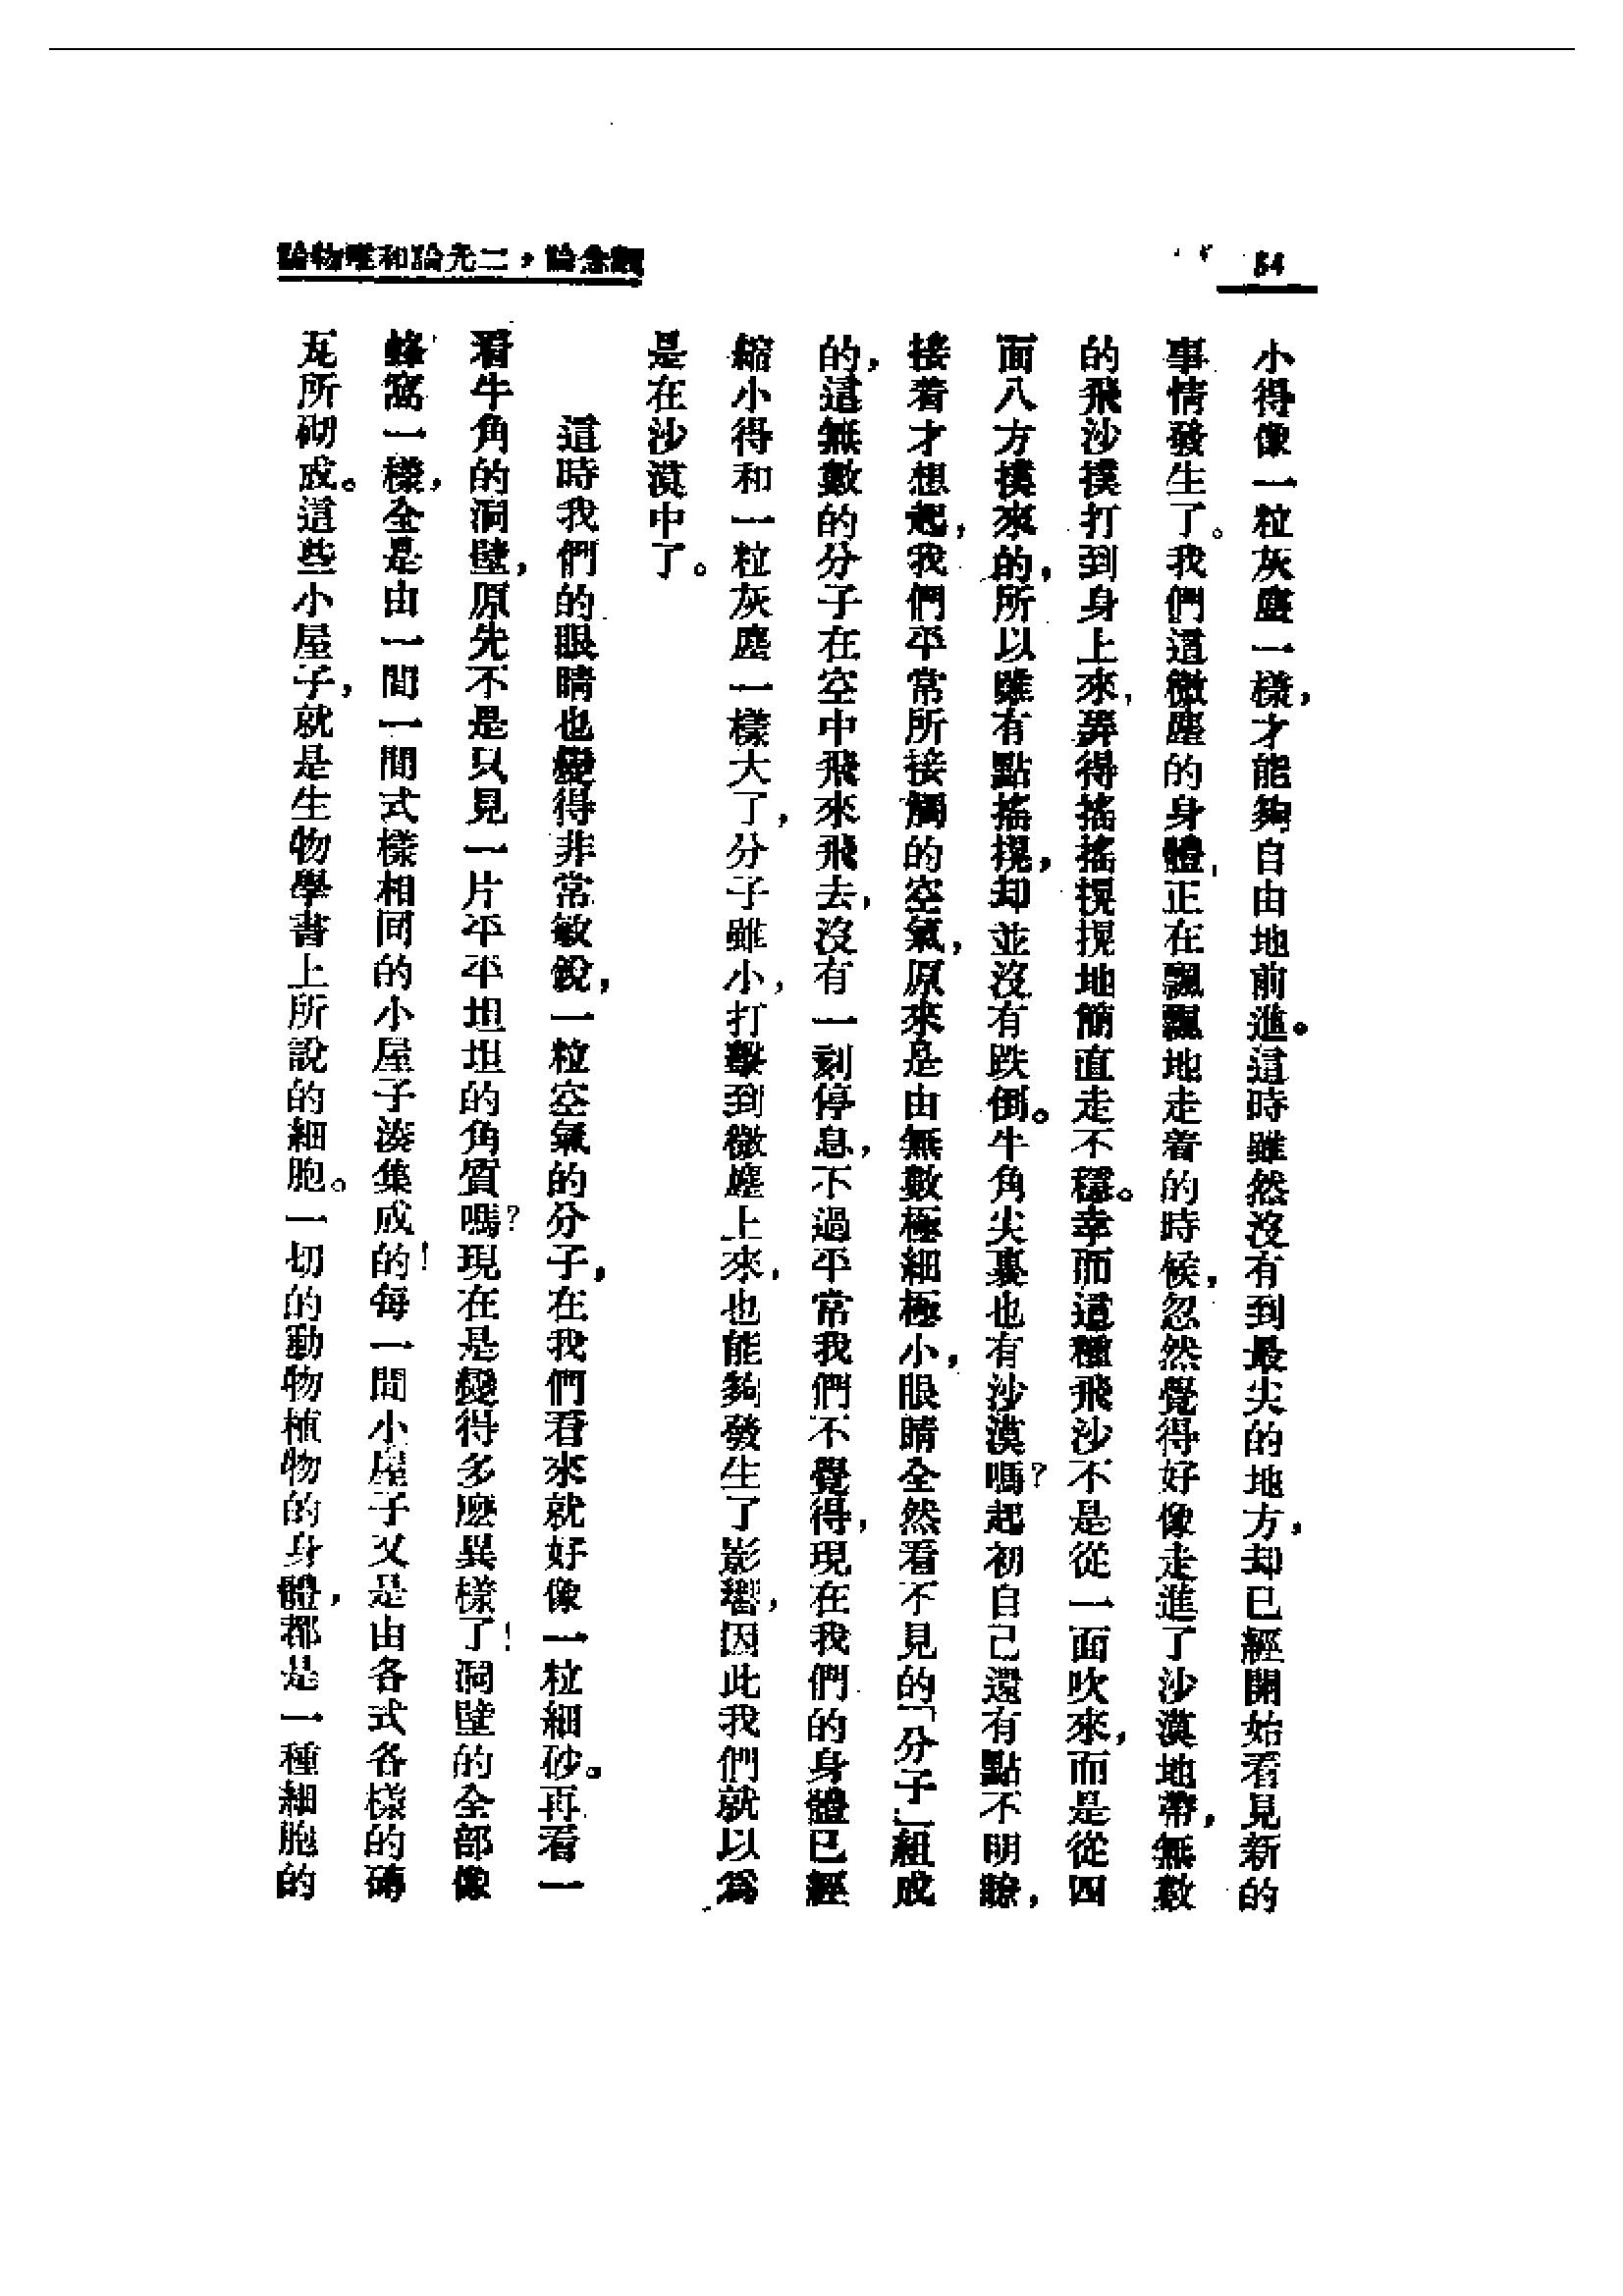 54
觀念論，二元論和唯物論
小得像一粒灰塵一樣，才能夠自由地前進。這時雖然沒有到最尖的地方，却已經開始看見新的
事情發生了。我們這微塵的身體，正在飄飄地走着的時候，忽然覺得好像走進了沙漠地帶，無數
的飛沙撲打到身上來，弄得搖搖摼摼地簡直走不穩。幸而這種飛沙不是從一面吹來，而是從四
面八方撲來的，所以雖有點搖摼，却並沒有跌倒。牛角尖裏也有沙漠嗎？起初自己還有點不明瞭，
接着才想起，我們平常所接觸的空氣，原來是由無數極細極小，眼睛全然看不見的「分子」組成
的，這無數的分子在空中飛來飛去，沒有一刻停息，不過平常我們不覺得，現在我們的身體已經
縮小得和一粒灰塵一樣大了，分子雖小，打擊到微塵上來，也能夠發生了影響，因此我們就以爲
是在沙漠中了。
這時我們的眼睛也變得非常敏銳，一粒空氣的分子，在我們看來就好像一粒細砂。再看一
看牛角的洞壁，原先不是只見一片平平坦坦的角質嗎？現在是變得多麼異樣了！洞壁的全部像
蜂窩一樣，全是由一間一間式樣相同的小屋子湊集成的！每一間小屋子又是由各式各樣的磚
瓦所砌成。這些小屋子，就是生物學書上所說的細胞。一切的動物植物的身體，都是一種細胞的